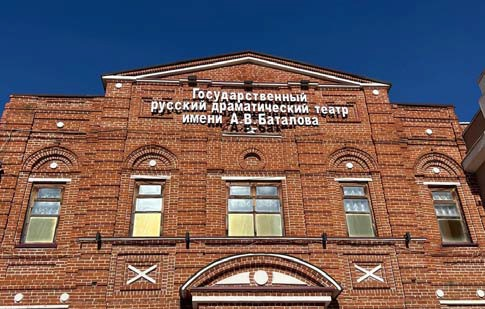 Государственный
русский драматический театр
имени А.В.Баталова